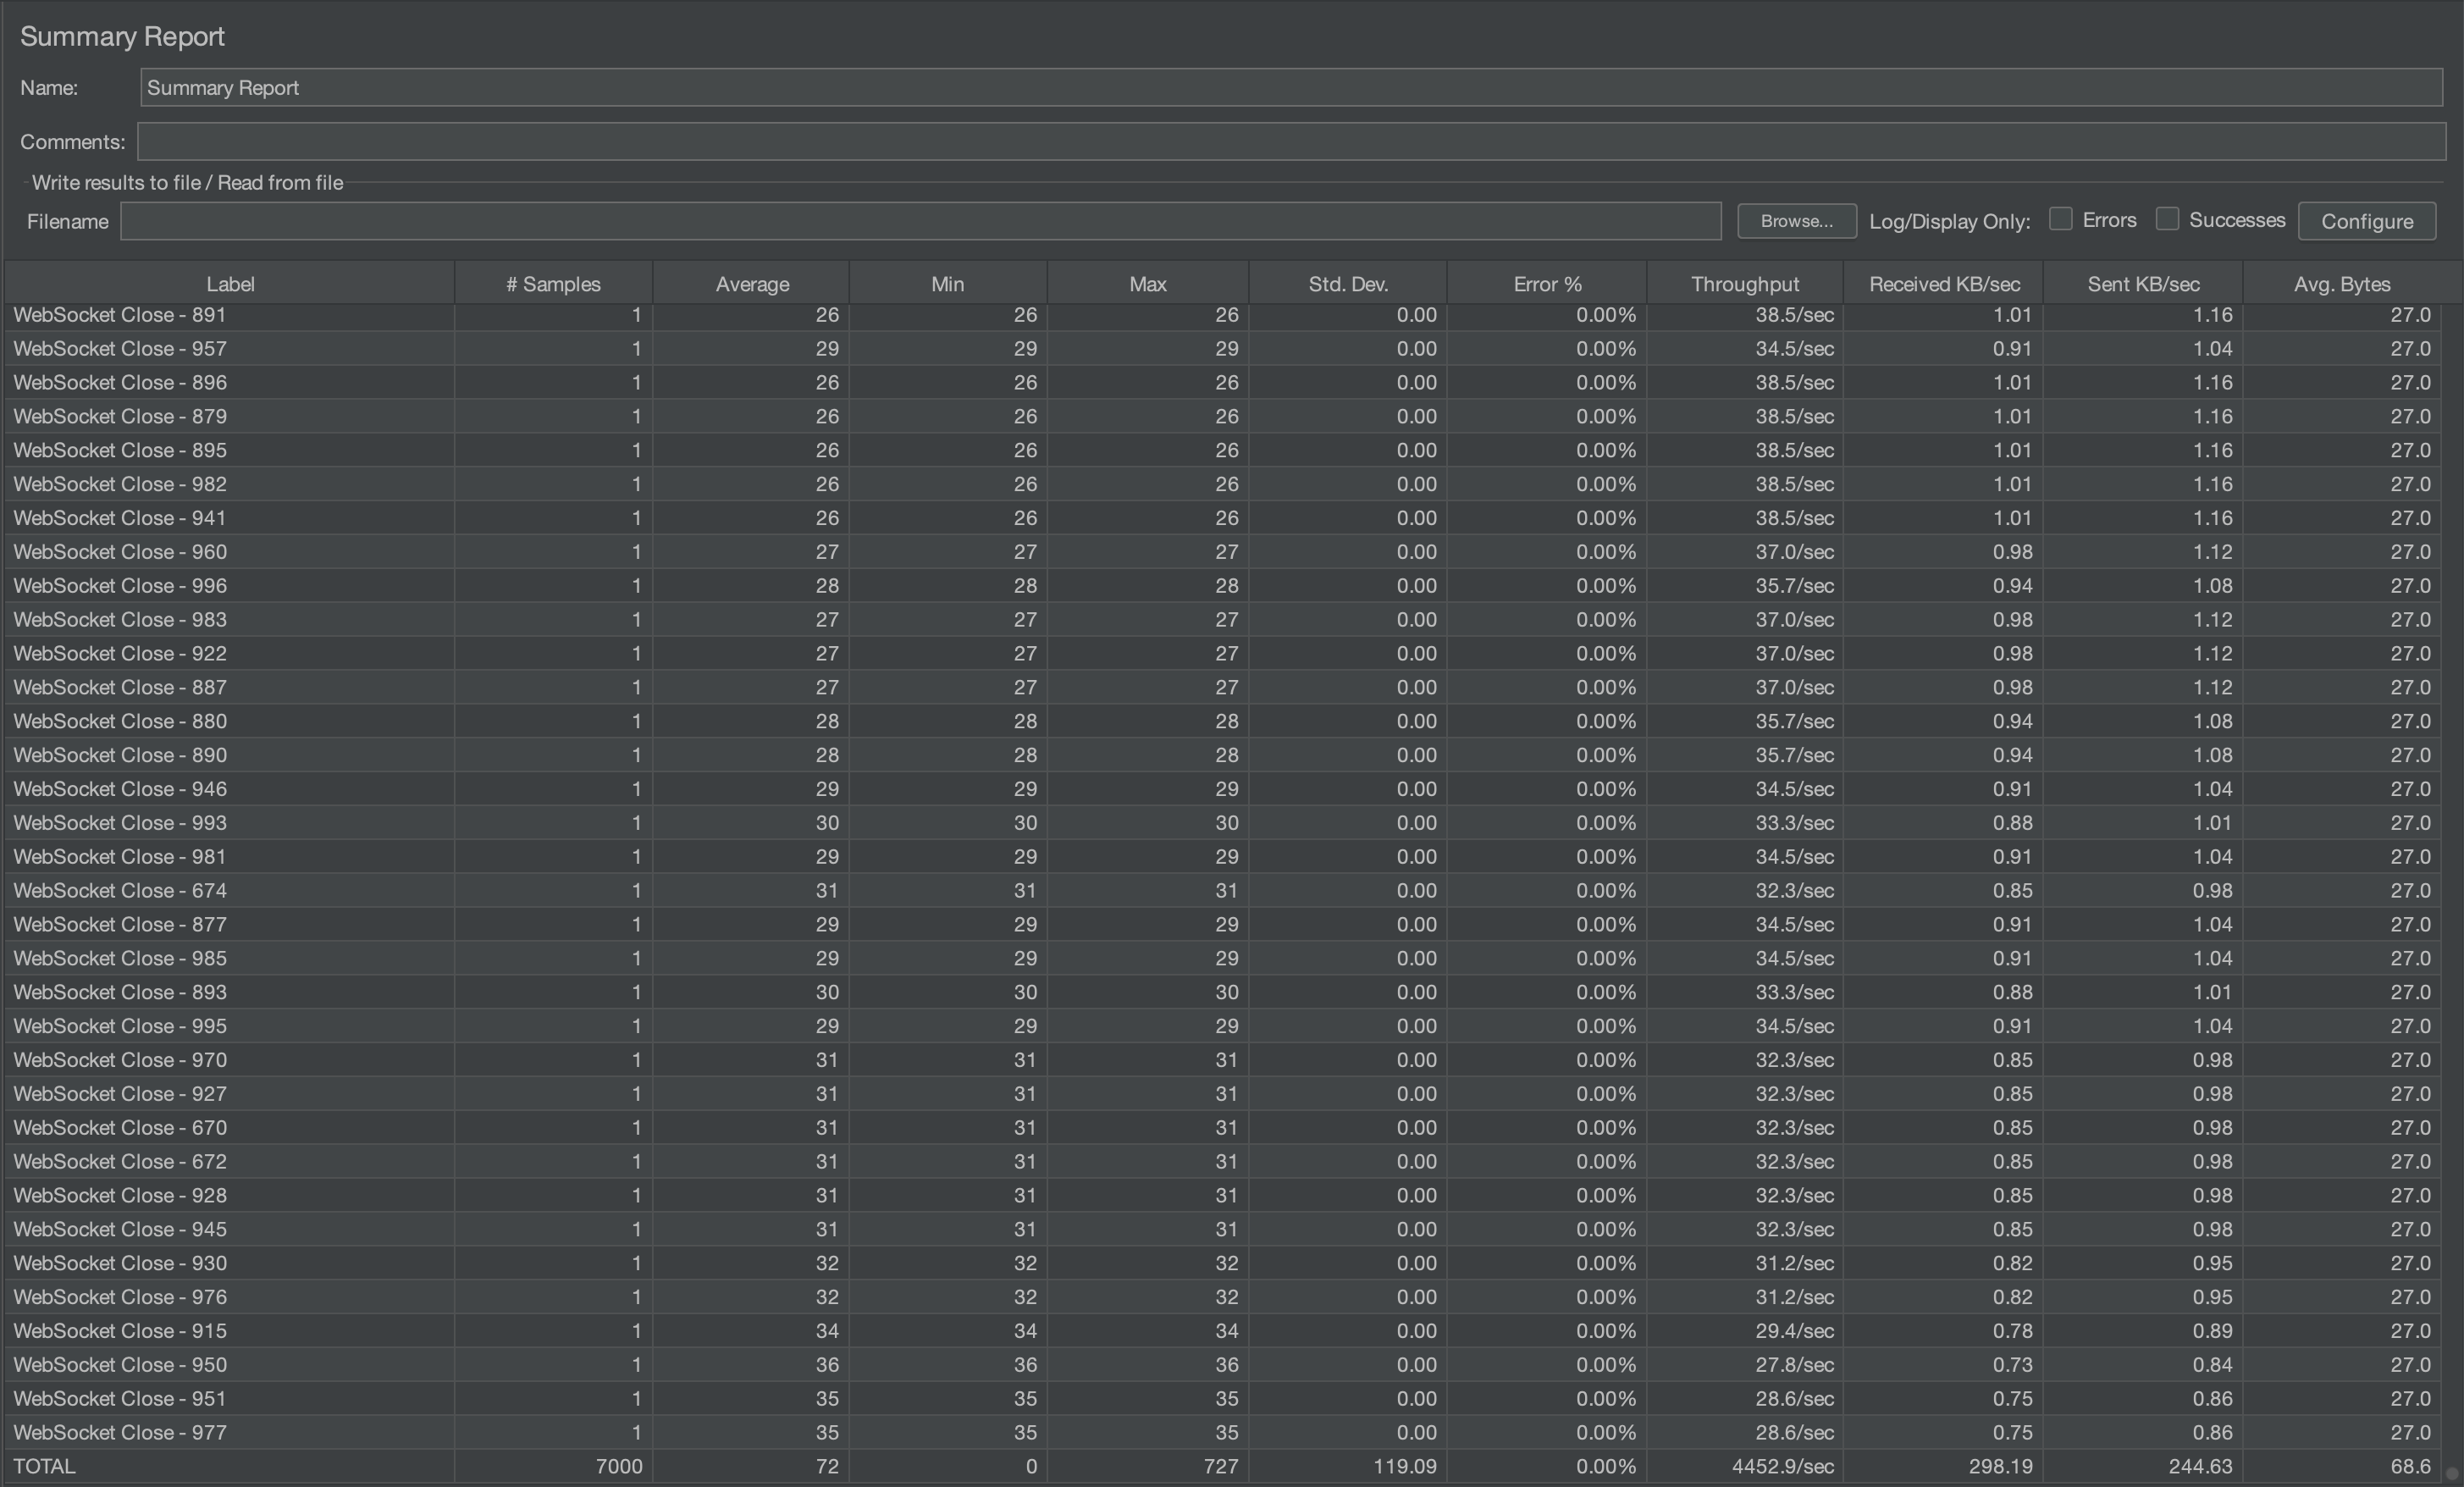 Summary Report
Name: Summary Report
Comments:
Write results to file / Read from file
Filename Browse... Log/Display Only: Errors Successes Configure
Label # Samples Average Min Max Std. Dev. Error % Throughput Received KB/sec Sent KB/sec Avg. Bytes
WebSocket Close - 891 1 26 26 26 0.00 0.00% 38.5/sec 1.01 1.16 27.0
WebSocket Close - 957 1 29 29 29 0.00 0.00% 34.5/sec 0.91 1.04 27.0
WebSocket Close - 896 1 26 26 26 0.00 0.00% 38.5/sec 1.01 1.16 27.0
WebSocket Close - 879 1 26 26 26 0.00 0.00% 38.5/sec 1.01 1.16 27.0
WebSocket Close - 895 1 26 26 26 0.00 0.00% 38.5/sec 1.01 1.16 27.0
WebSocket Close - 982 1 26 26 26 0.00 0.00% 38.5/sec 1.01 1.16 27.0
WebSocket Close - 941 1 26 26 26 0.00 0.00% 38.5/sec 1.01 1.16 27.0
WebSocket Close - 960 1 27 27 27 0.00 0.00% 37.0/sec 0.98 1.12 27.0
WebSocket Close - 996 1 28 28 28 0.00 0.00% 35.7/sec 0.94 1.08 27.0
WebSocket Close - 983 1 27 27 27 0.00 0.00% 37.0/sec 0.98 1.12 27.0
WebSocket Close - 922 1 27 27 27 0.00 0.00% 37.0/sec 0.98 1.12 27.0
WebSocket Close - 887 1 27 27 27 0.00 0.00% 37.0/sec 0.98 1.12 27.0
WebSocket Close - 880 1 28 28 28 0.00 0.00% 35.7/sec 0.94 1.08 27.0
WebSocket Close - 890 1 28 28 28 0.00 0.00% 35.7/sec 0.94 1.08 27.0
WebSocket Close - 946 1 29 29 29 0.00 0.00% 34.5/sec 0.91 1.04 27.0
WebSocket Close - 993 1 30 30 30 0.00 0.00% 33.3/sec 0.88 1.01 27.0
WebSocket Close - 981 1 29 29 29 0.00 0.00% 34.5/sec 0.91 1.04 27.0
WebSocket Close - 674 1 31 31 31 0.00 0.00% 32.3/sec 0.85 0.98 27.0
WebSocket Close - 877 1 29 29 29 0.00 0.00% 34.5/sec 0.91 1.04 27.0
WebSocket Close - 985 1 29 29 29 0.00 0.00% 34.5/sec 0.91 1.04 27.0
WebSocket Close - 893 1 30 30 30 0.00 0.00% 33.3/sec 0.88 1.01 27.0
WebSocket Close - 995 1 29 29 29 0.00 0.00% 34.5/sec 0.91 1.04 27.0
WebSocket Close - 970 1 31 31 31 0.00 0.00% 32.3/sec 0.85 0.98 27.0
WebSocket Close - 927 1 31 31 31 0.00 0.00% 32.3/sec 0.85 0.98 27.0
WebSocket Close - 670 1 31 31 31 0.00 0.00% 32.3/sec 0.85 0.98 27.0
WebSocket Close - 672 1 31 31 31 0.00 0.00% 32.3/sec 0.85 0.98 27.0
WebSocket Close - 928 1 31 31 31 0.00 0.00% 32.3/sec 0.85 0.98 27.0
WebSocket Close - 945 1 31 31 31 0.00 0.00% 32.3/sec 0.85 0.98 27.0
WebSocket Close - 930 1 32 32 32 0.00 0.00% 31.2/sec 0.82 0.95 27.0
WebSocket Close - 976 1 32 32 32 0.00 0.00% 31.2/sec 0.82 0.95 27.0
WebSocket Close - 915 1 34 34 34 0.00 0.00% 29.4/sec 0.78 0.89 27.0
WebSocket Close - 950 1 36 36 36 0.00 0.00% 27.8/sec 0.73 0.84 27.0
WebSocket Close - 951 1 35 35 35 0.00 0.00% 28.6/sec 0.75 0.86 27.0
WebSocket Close - 977 1 35 35 35 0.00 0.00% 28.6/sec 0.75 0.86 27.0
TOTAL 7000 72 0 727 119.09 0.00% 4452.9/sec 298.19 244.63 68.6